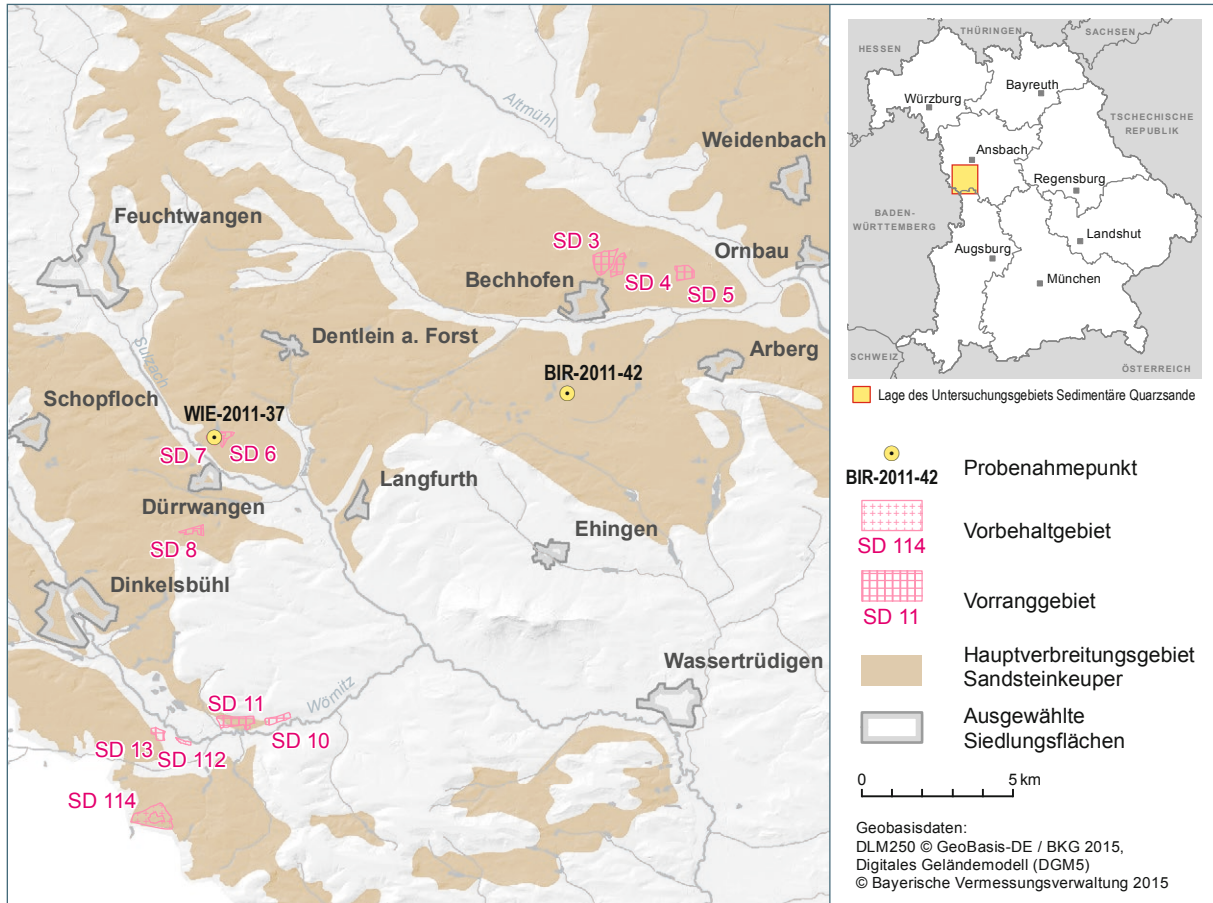 Altmühl
Weidenbach
Feuchtwangen
SD 3
Ornbau
Bechhofen
SD 4
SD 5
Dentlein a. Forst
Sulzach
Arberg
BIR-2011-42
Schopfloch
WIE-2011-37
SD 7
SD 6
Langfurth
Dürrwangen
Ehingen
SD 8
Dinkelsbühl
Wassertrüdigen
Wörnitz
SD 11
SD 10
SD 13
SD 112
SD 114
THÜRINGEN
SACHSEN
HESSEN
Bayreuth
Würzburg
TSCHECHISCHE
REPUBLIK
Ansbach
Regensburg
BADEN-
WÜRTTEMBERG
Landshut
Augsburg
München
SCHWEIZ
ÖSTERREICH
Lage des Untersuchungsgebiets Sedimentäre Quarzsande
BIR-2011-42
Probenahmepunkt
SD 114
Vorbehaltgebiet
SD 11
Vorranggebiet
Hauptverbreitungsgebiet
Sandsteinkeuper
Ausgewählte
Siedlungsflächen
0 5 km
Geobasisdaten:
DLM250 © GeoBasis-DE / BKG 2015,
Digitales Geländemodell (DGM5)
© Bayerische Vermessungsverwaltung 2015